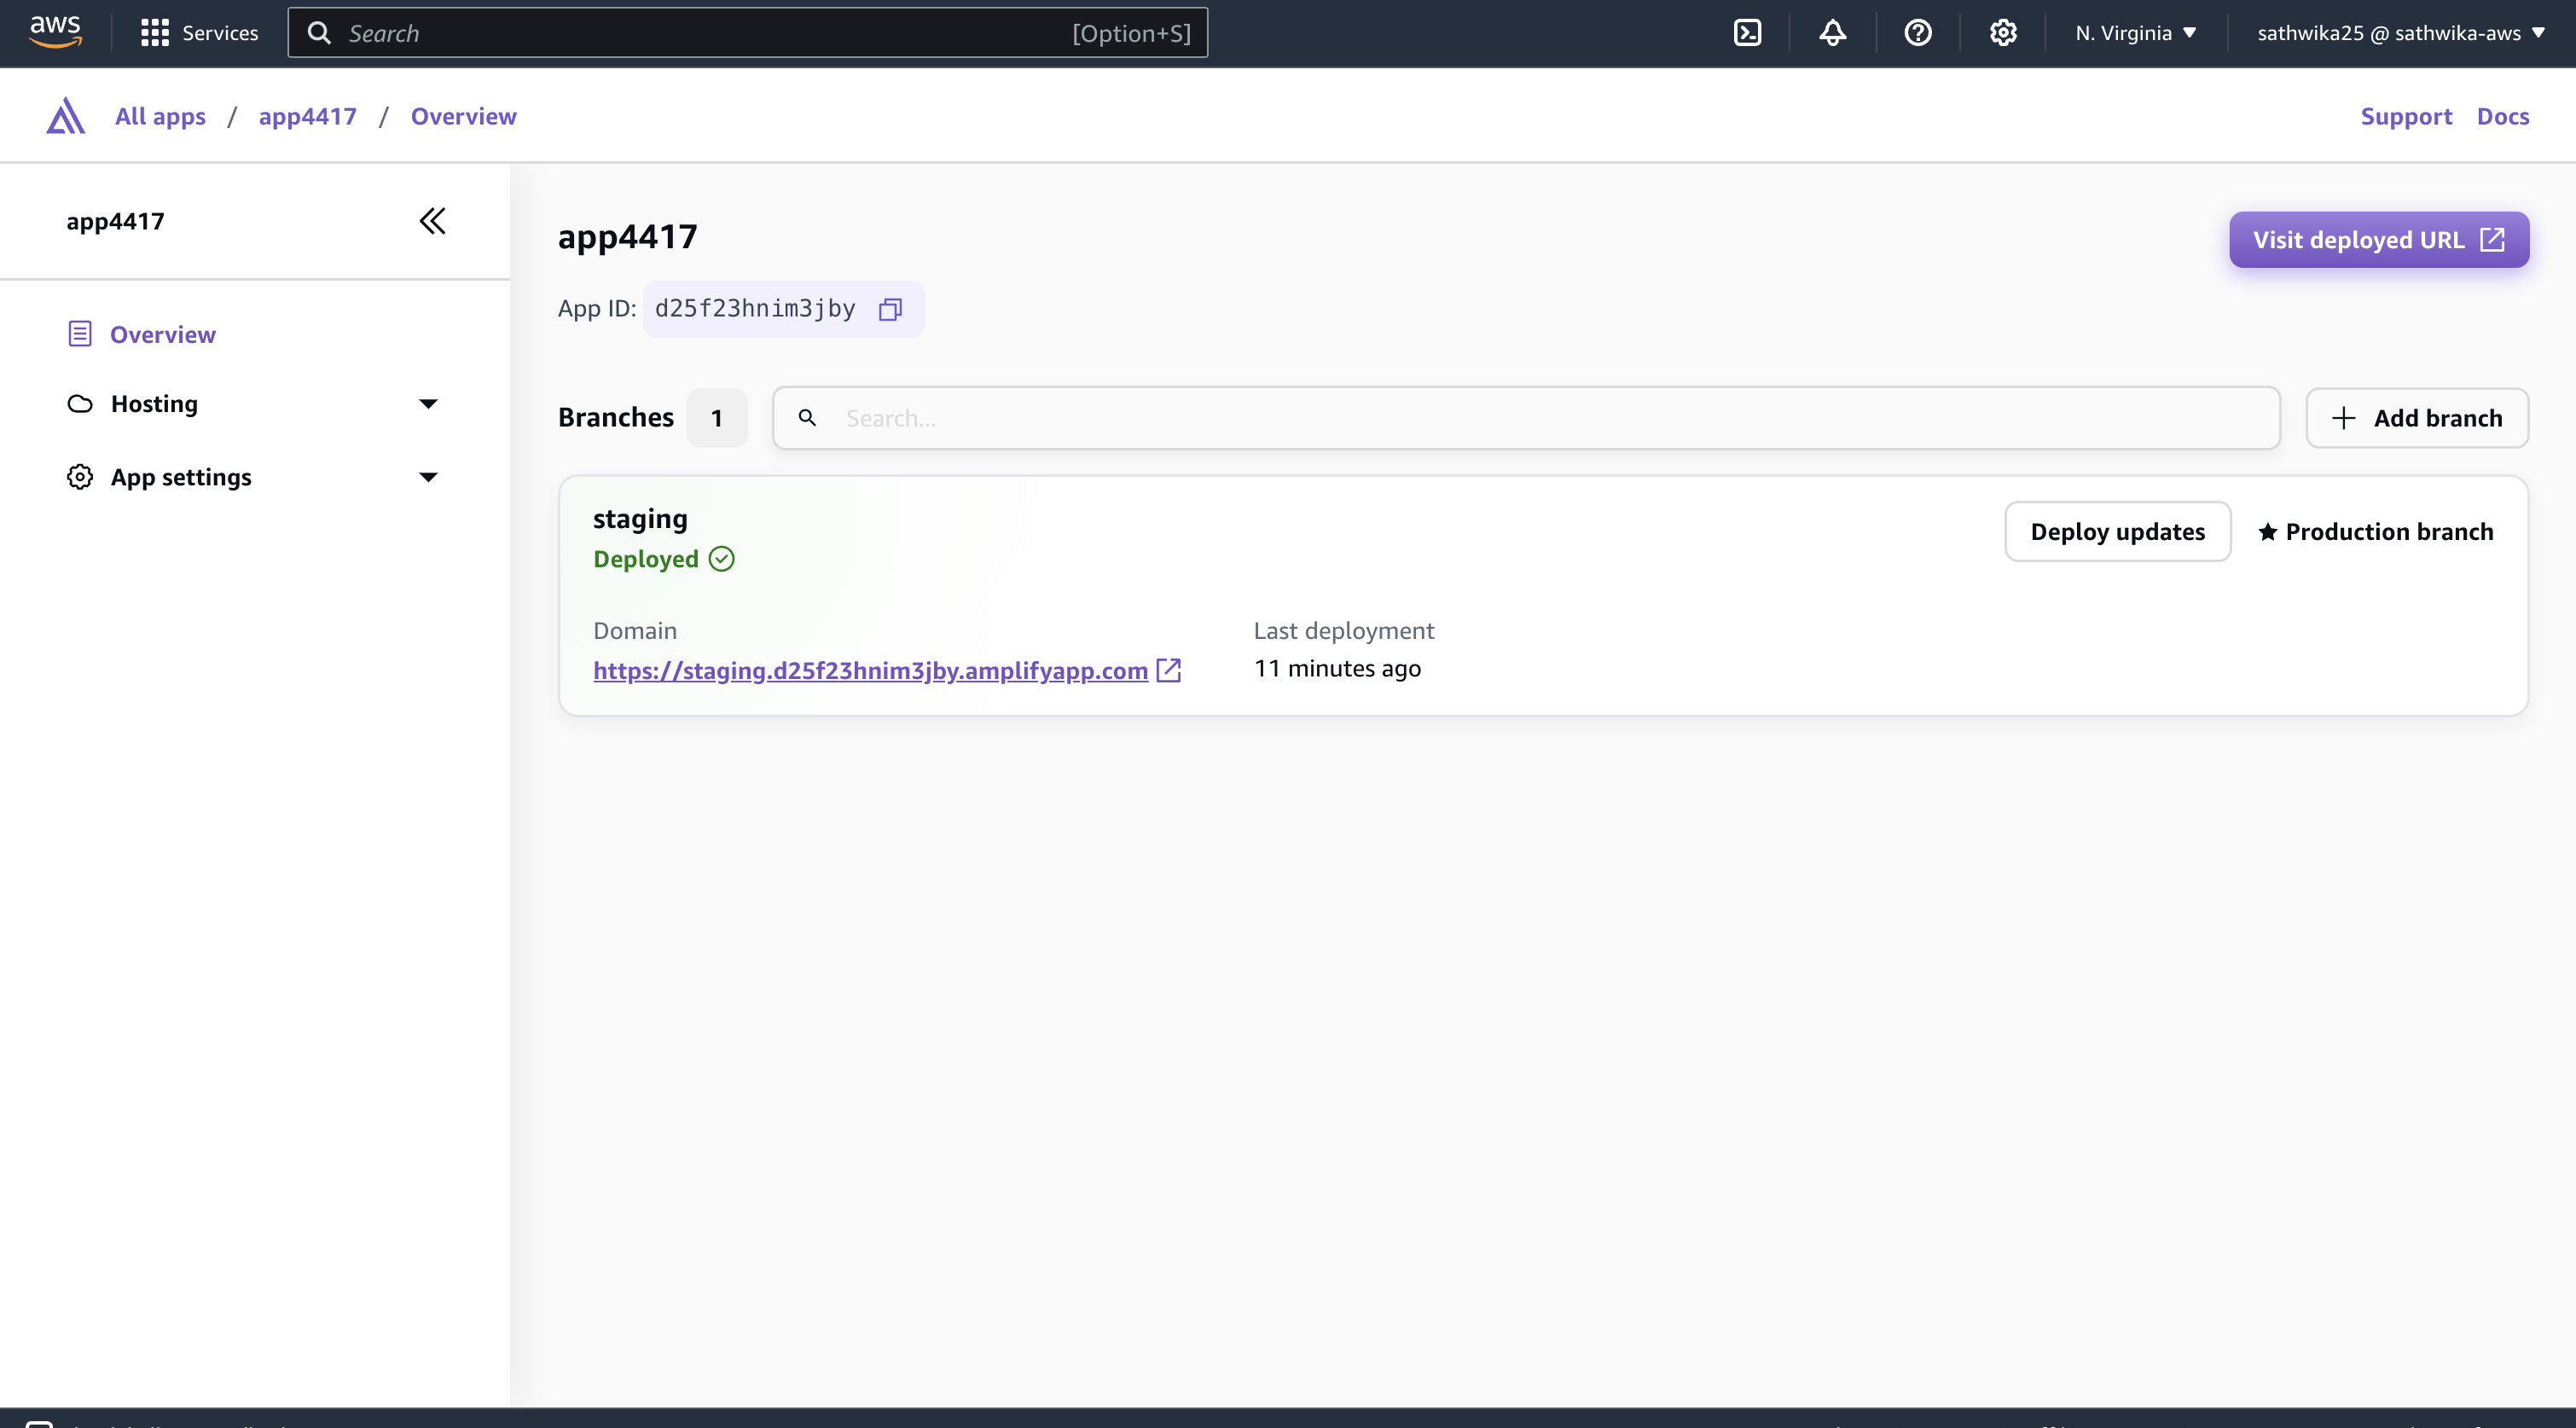 aws
Services
Search
[Option+S]
N. Virginia
sathwika25 @ sathwika-aws
All apps / app4417 / Overview
Support
Docs
app4417
Overview
Hosting
App settings
app4417
Visit deployed URL
App ID: d25f23hnim3jby
Branches 1
Search...
Add branch
staging
Deployed
Deploy updates
Production branch
Domain
https://staging.d25f23hnim3jby.amplifyapp.com
Last deployment
11 minutes ago